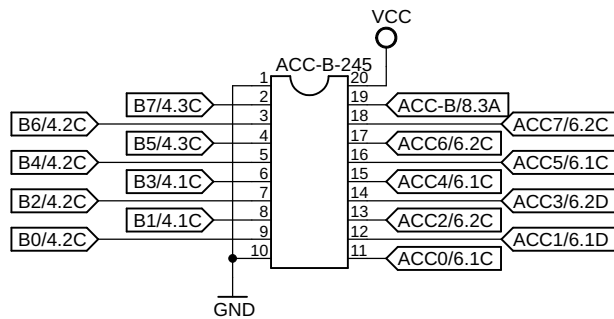 VCC
ACC-B-245
1 20
B7/4.3C 2 19 ACC-B/8.3A
B6/4.2C 3 18 ACC7/6.2C
B5/4.3C 4 17 ACC6/6.2C
B4/4.2C 5 16 ACC5/6.1C
B3/4.1C 6 15 ACC4/6.1C
B2/4.2C 7 14 ACC3/6.2D
B1/4.1C 8 13 ACC2/6.2C
B0/4.2C 9 12 ACC1/6.1D
10 11 ACC0/6.1C
GND